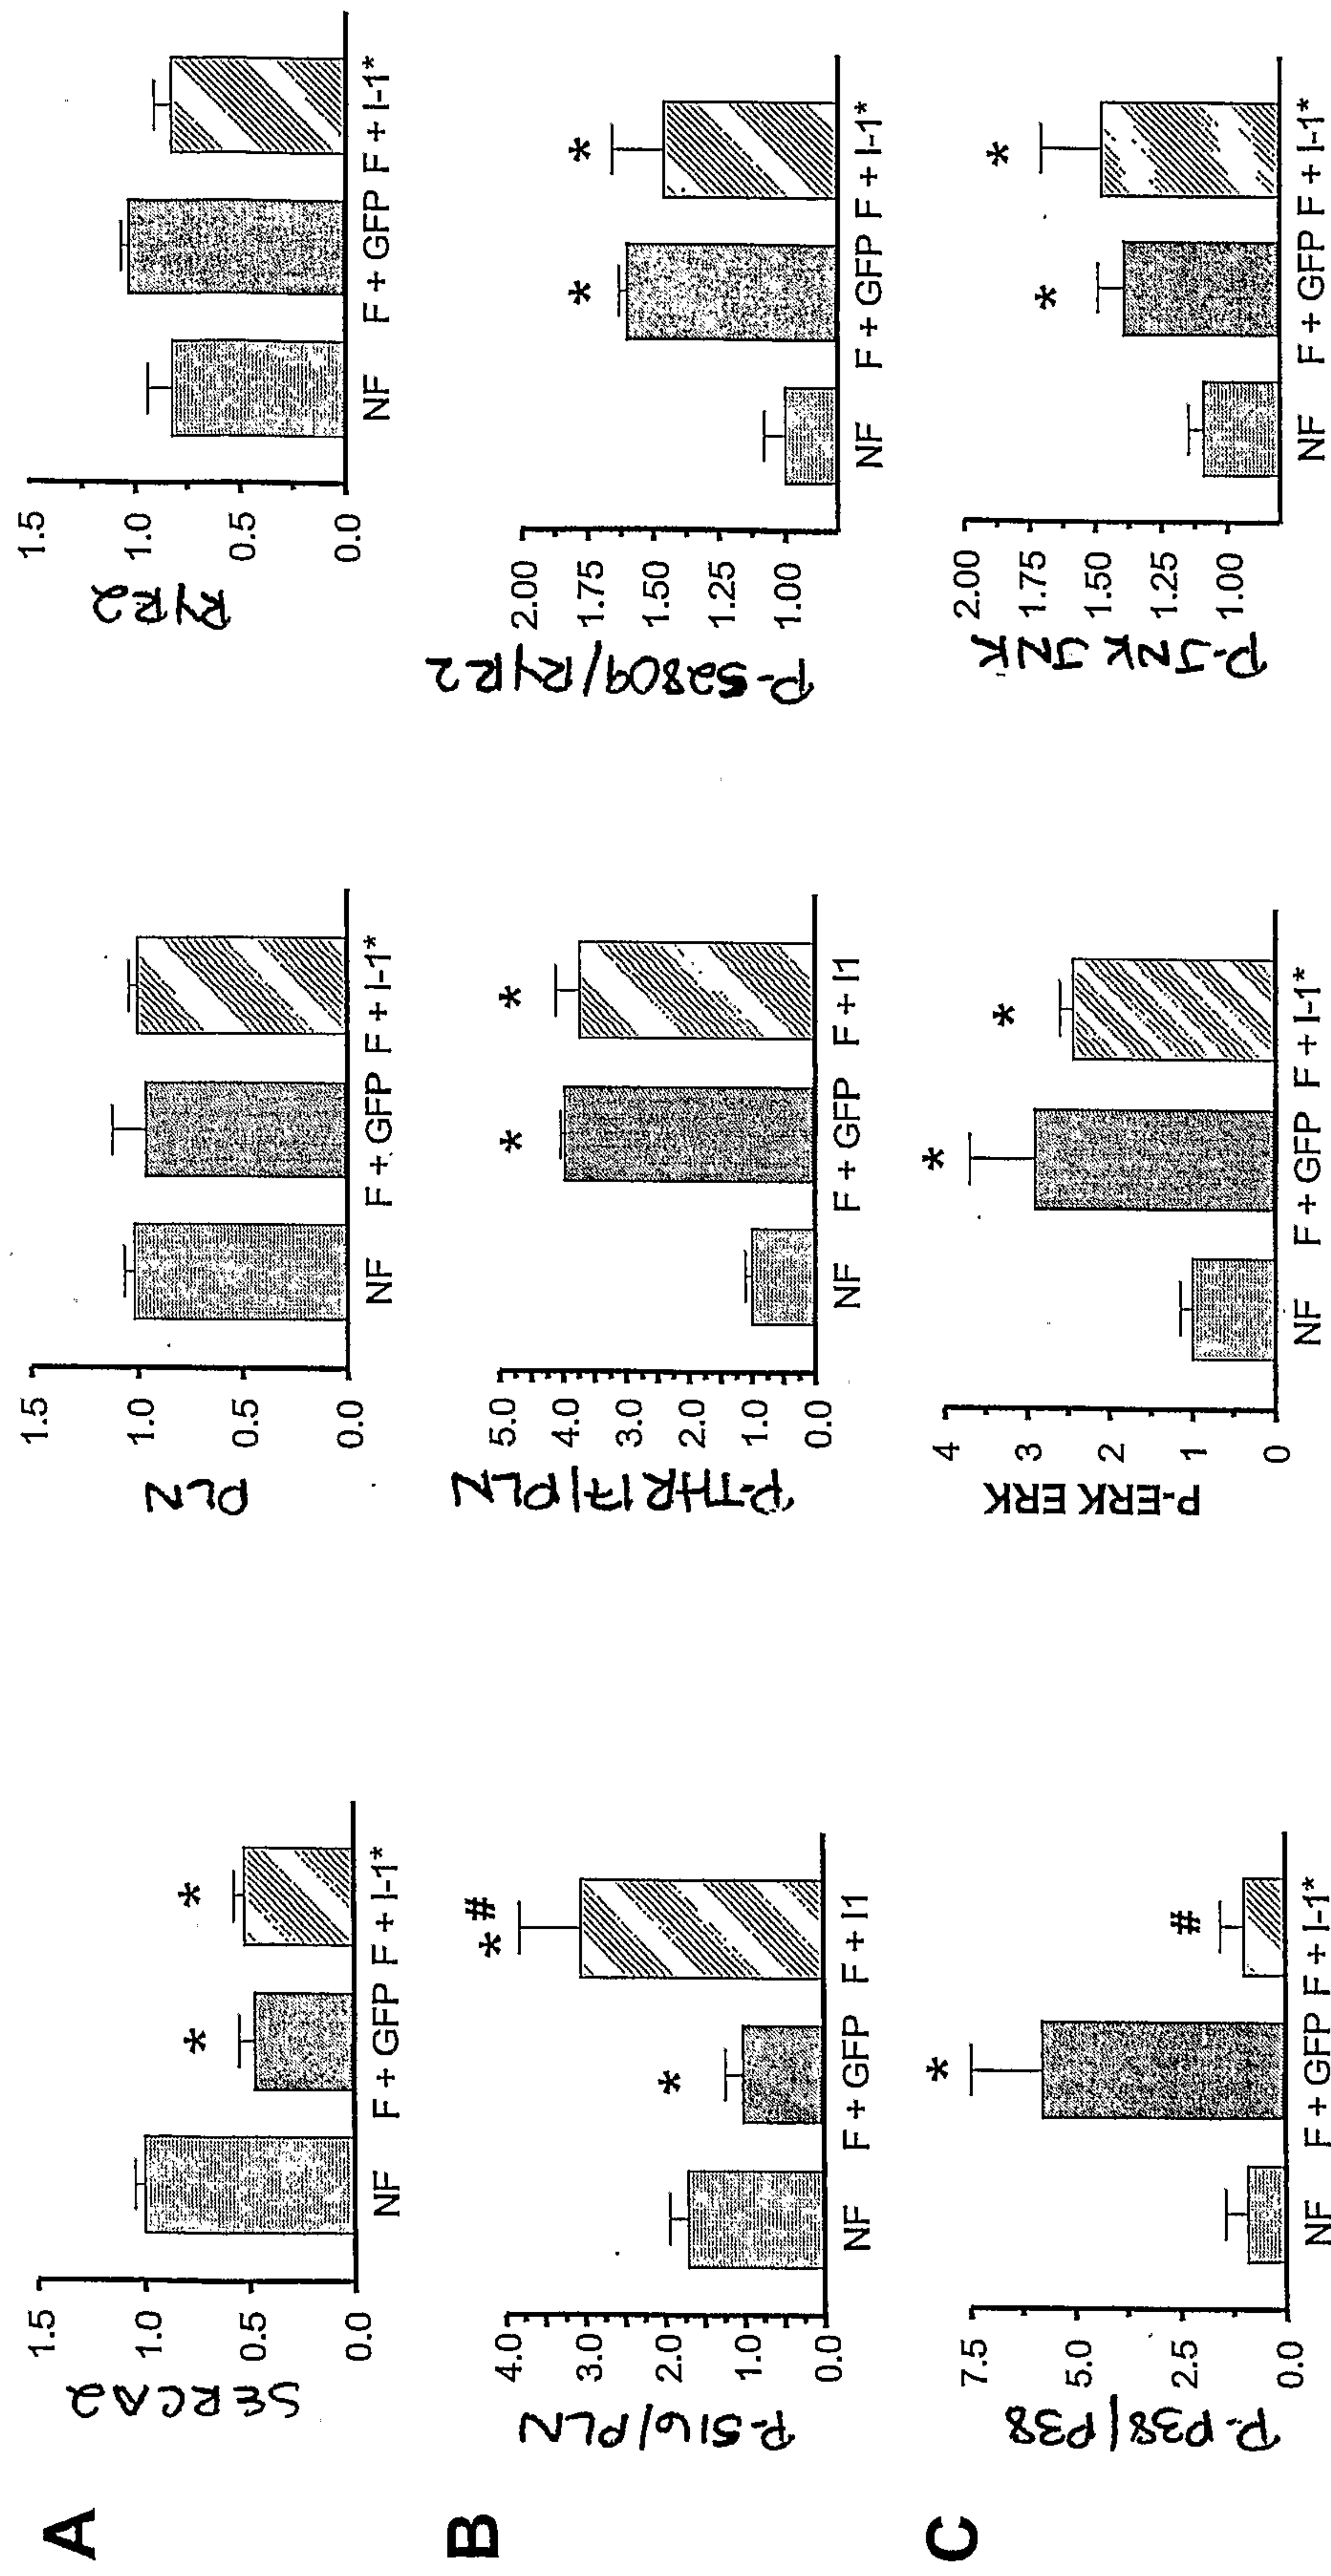 A
SERCA2
1.5
1.0
0.5
0.0
*
*
NF F + GFP F + I-1*
PLN
1.5
1.0
0.5
0.0
NF F + GFP F + I-1*
RYR2
1.5
1.0
0.5
0.0
NF F + GFP F + I-1*
B
P-S16/PLN
4.0
3.0
2.0
1.0
0.0
*
* #
NF F + GFP F + I1
P-THR17/PLN
5.0
4.0
3.0
2.0
1.0
0.0
*
*
NF F + GFP F + I1
P-S2809/RYR2
2.00
1.75
1.50
1.25
1.00
*
*
NF F + GFP F + I-1*
C
P-P38/P38
7.5
5.0
2.5
0.0
*
#
NF F + GFP F + I-1*
P-ERK ERK
4
3
2
1
0
*
*
NF F + GFP F + I-1*
P-JNK JNK
2.00
1.75
1.50
1.25
1.00
*
*
NF F + GFP F + I-1*